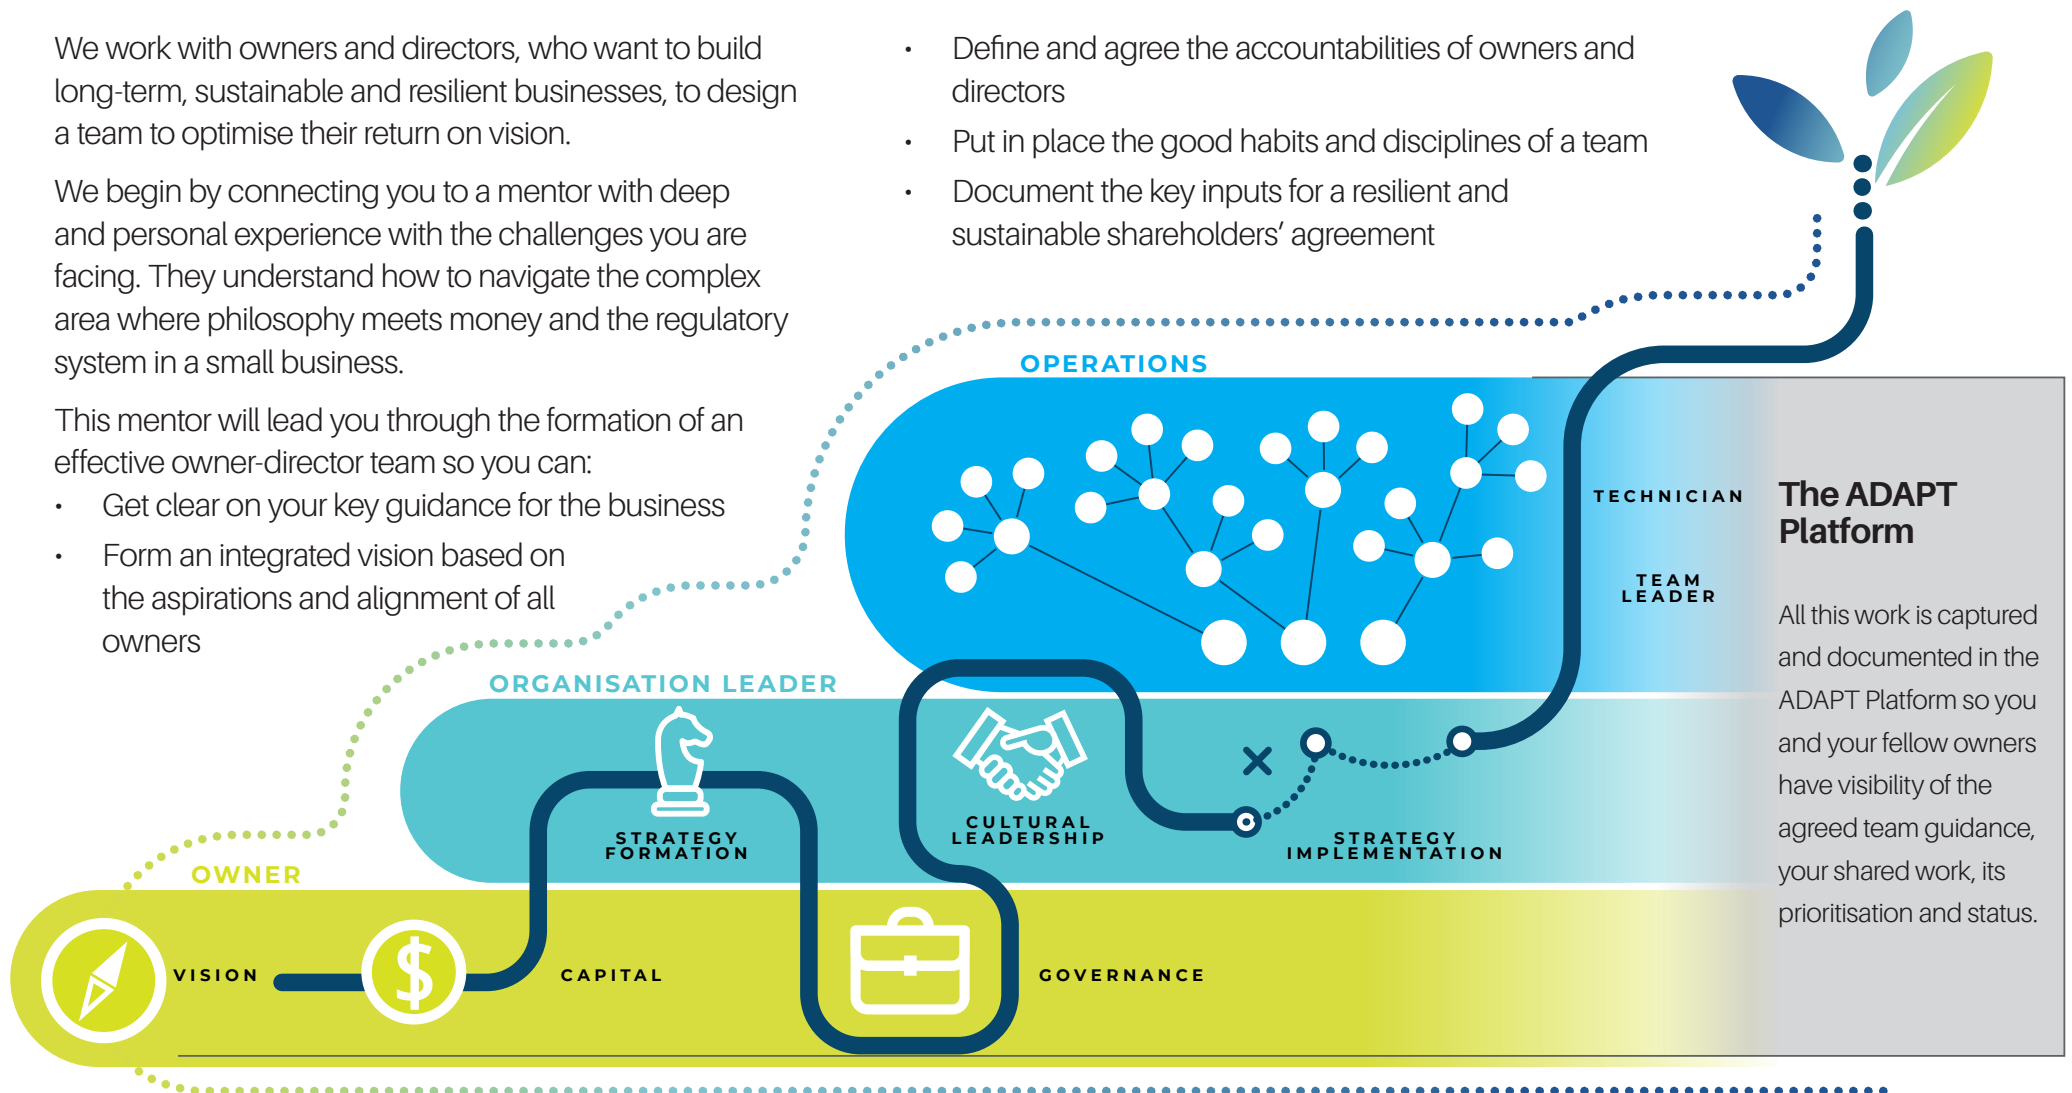 We work with owners and directors, who want to build
long-term, sustainable and resilient businesses, to design
a team to optimise their return on vision.
We begin by connecting you to a mentor with deep
and personal experience with the challenges you are
facing. They understand how to navigate the complex
area where philosophy meets money and the regulatory
system in a small business.
This mentor will lead you through the formation of an
effective owner-director team so you can:
• Get clear on your key guidance for the business
• Form an integrated vision based on
the aspirations and alignment of all
owners
• Define and agree the accountabilities of owners and
directors
• Put in place the good habits and disciplines of a team
• Document the key inputs for a resilient and
sustainable shareholders’ agreement
OPERATIONS
TECHNICIAN
TEAM
LEADER
ORGANISATION LEADER
STRATEGY
FORMATION
CULTURAL
LEADERSHIP
STRATEGY
IMPLEMENTATION
OWNER
VISION
$
CAPITAL
GOVERNANCE
The ADAPT
Platform
All this work is captured
and documented in the
ADAPT Platform so you
and your fellow owners
have visibility of the
agreed team guidance,
your shared work, its
prioritisation and status.